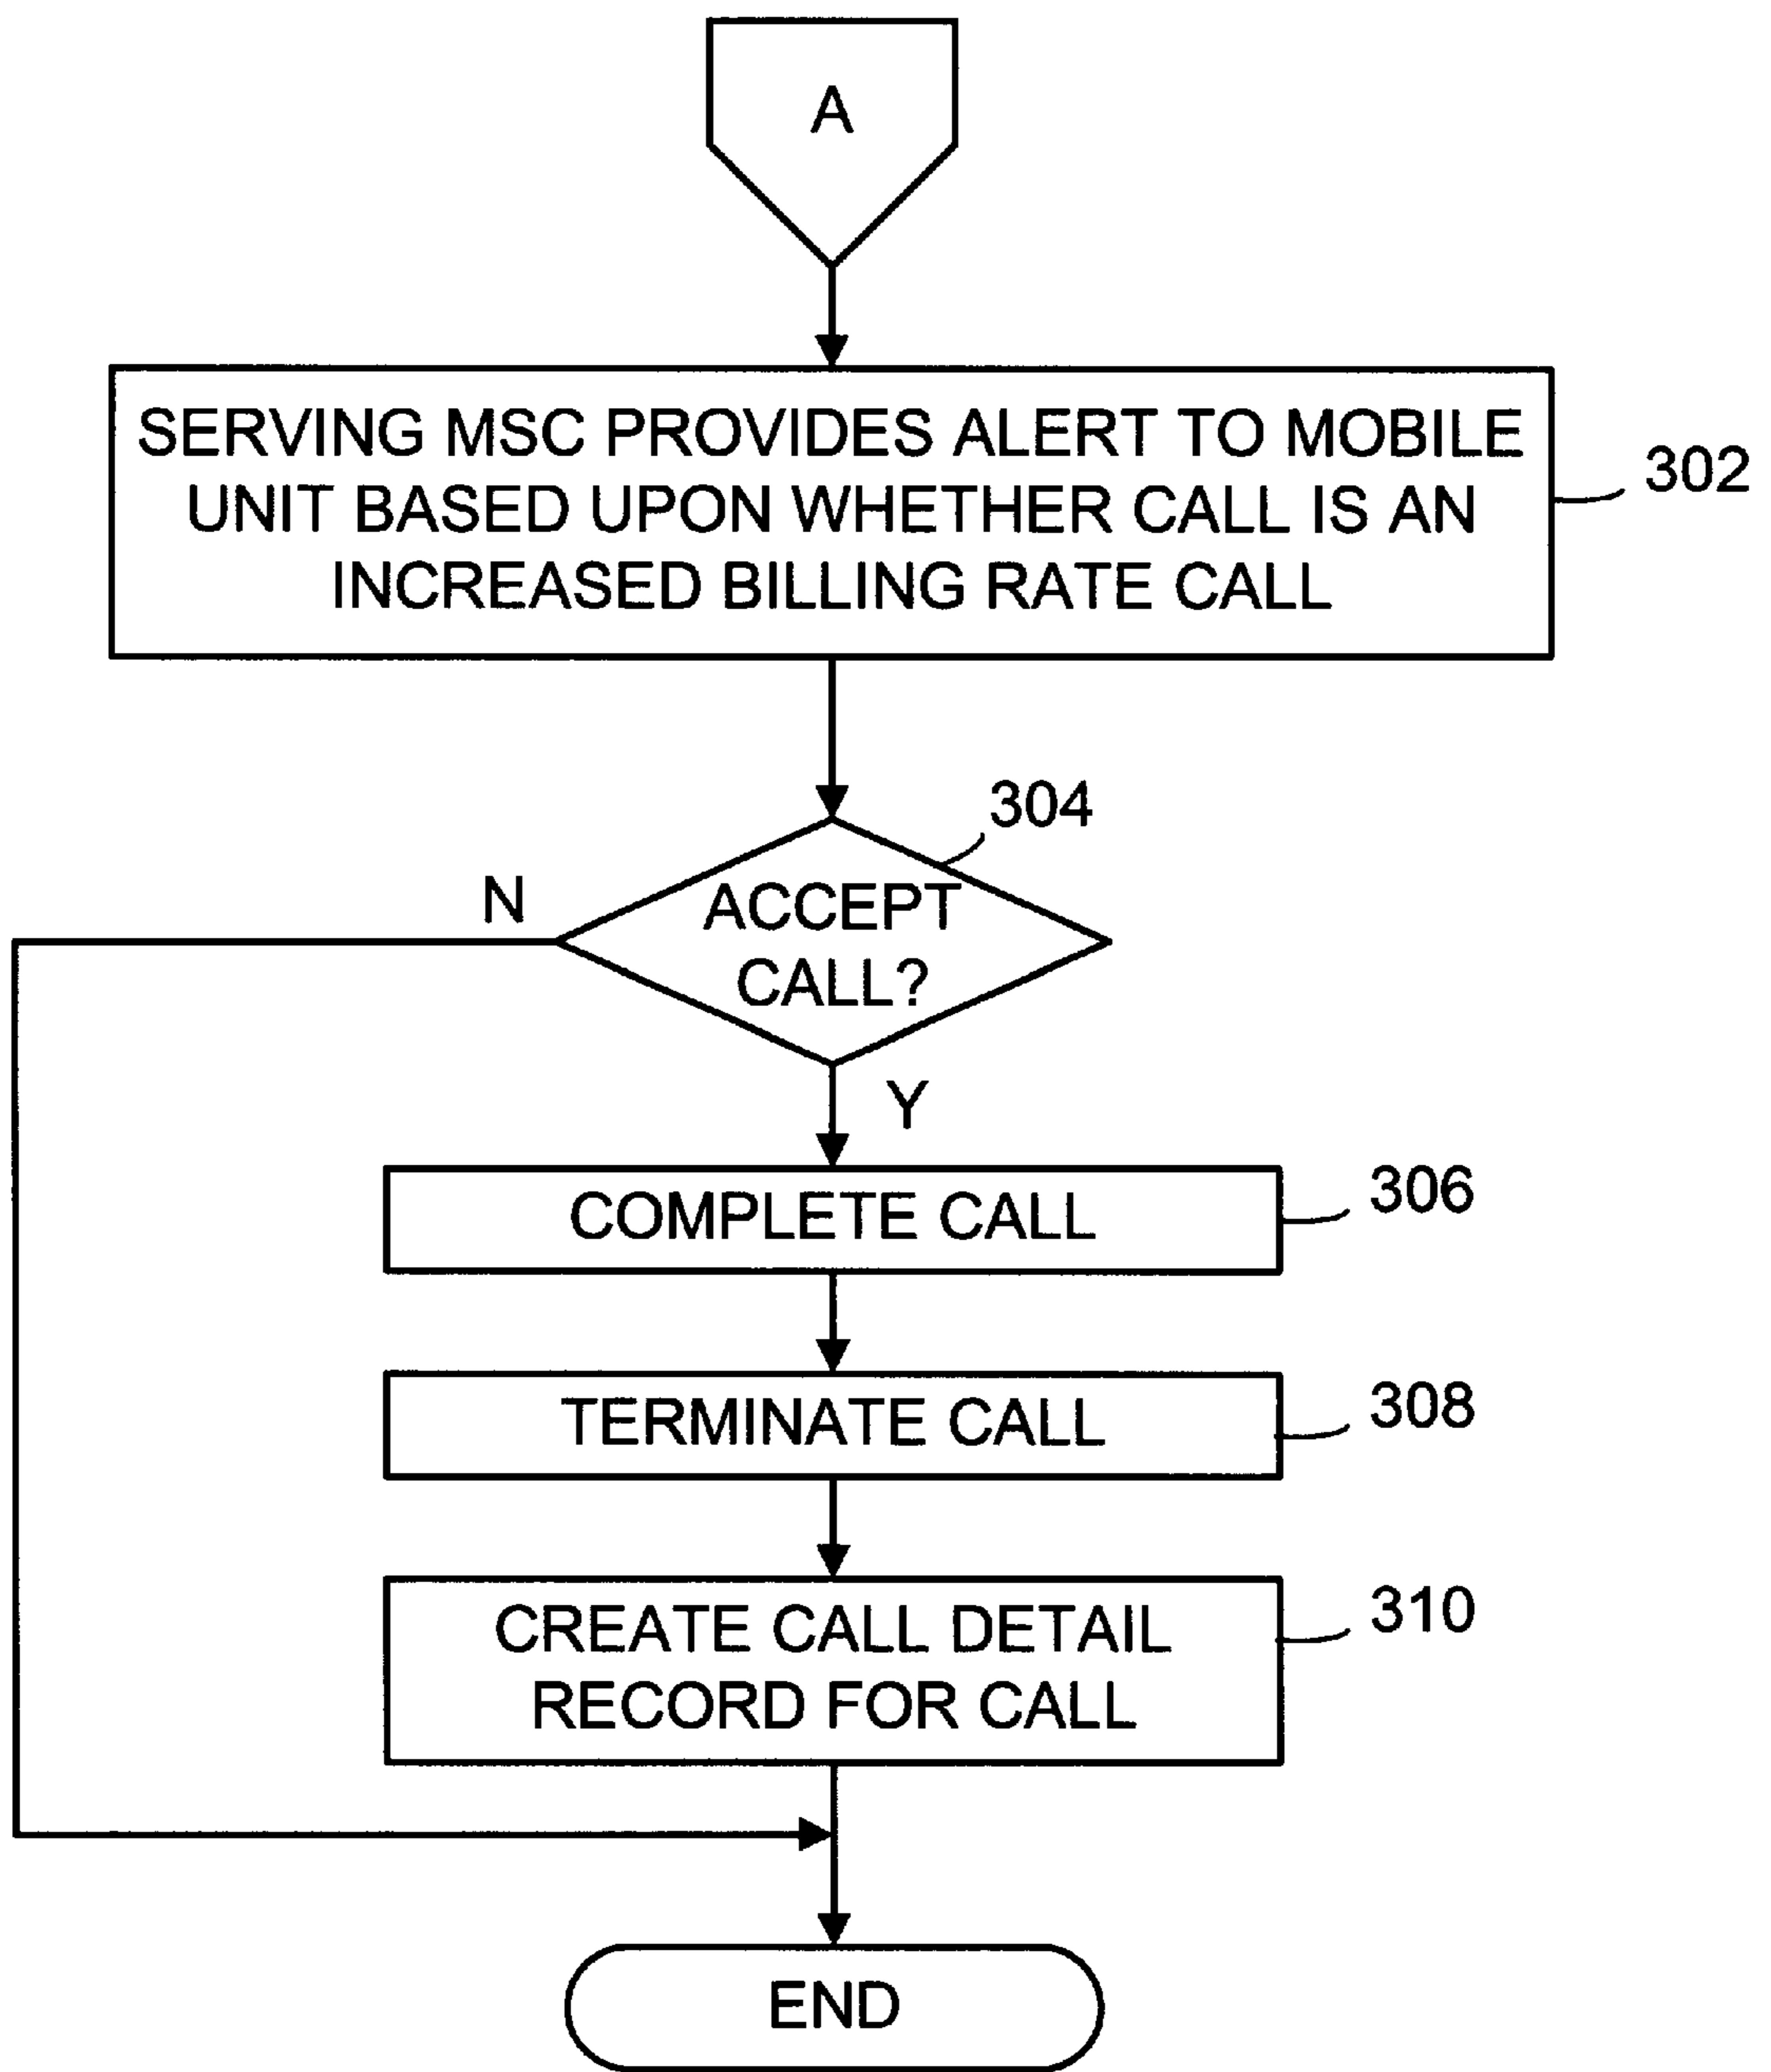 A
SERVING MSC PROVIDES ALERT TO MOBILE
UNIT BASED UPON WHETHER CALL IS AN
INCREASED BILLING RATE CALL
302
304
N
ACCEPT
CALL?
Y
COMPLETE CALL
306
TERMINATE CALL
308
CREATE CALL DETAIL
RECORD FOR CALL
310
END